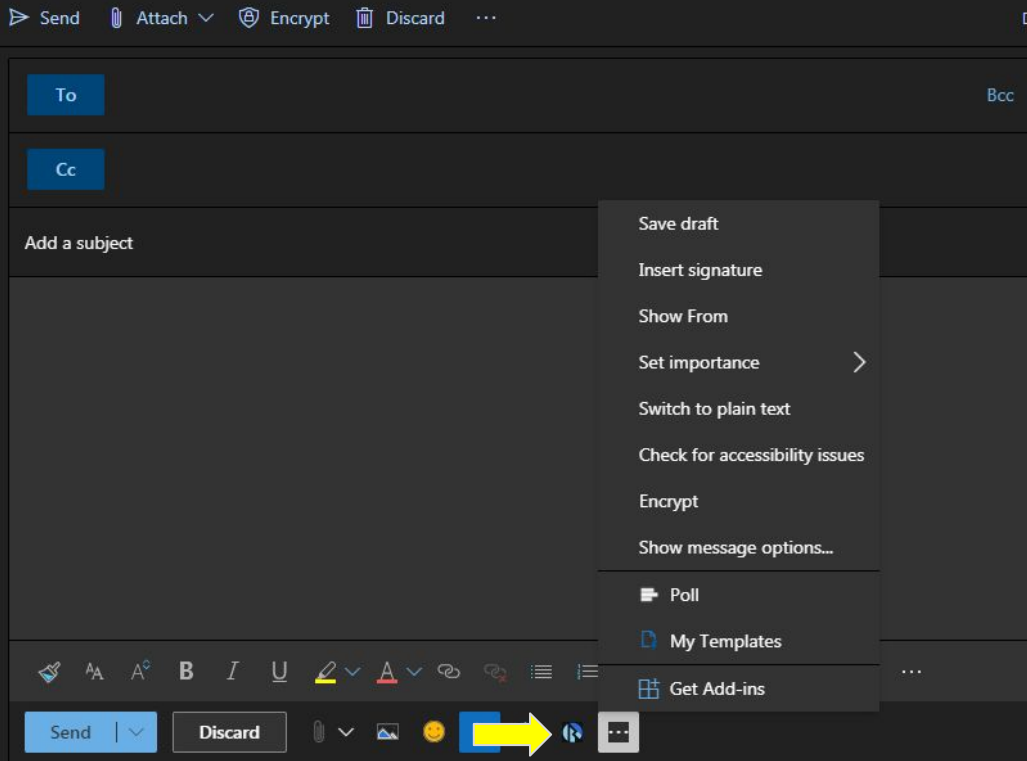 Send Attach Encrypt Discard ...
To
Bcc
Cc
Add a subject
Save draft
Insert signature
Show From
Set importance
Switch to plain text
Check for accessibility issues
Encrypt
Show message options...
Poll
My Templates
Get Add-ins
Send Discard